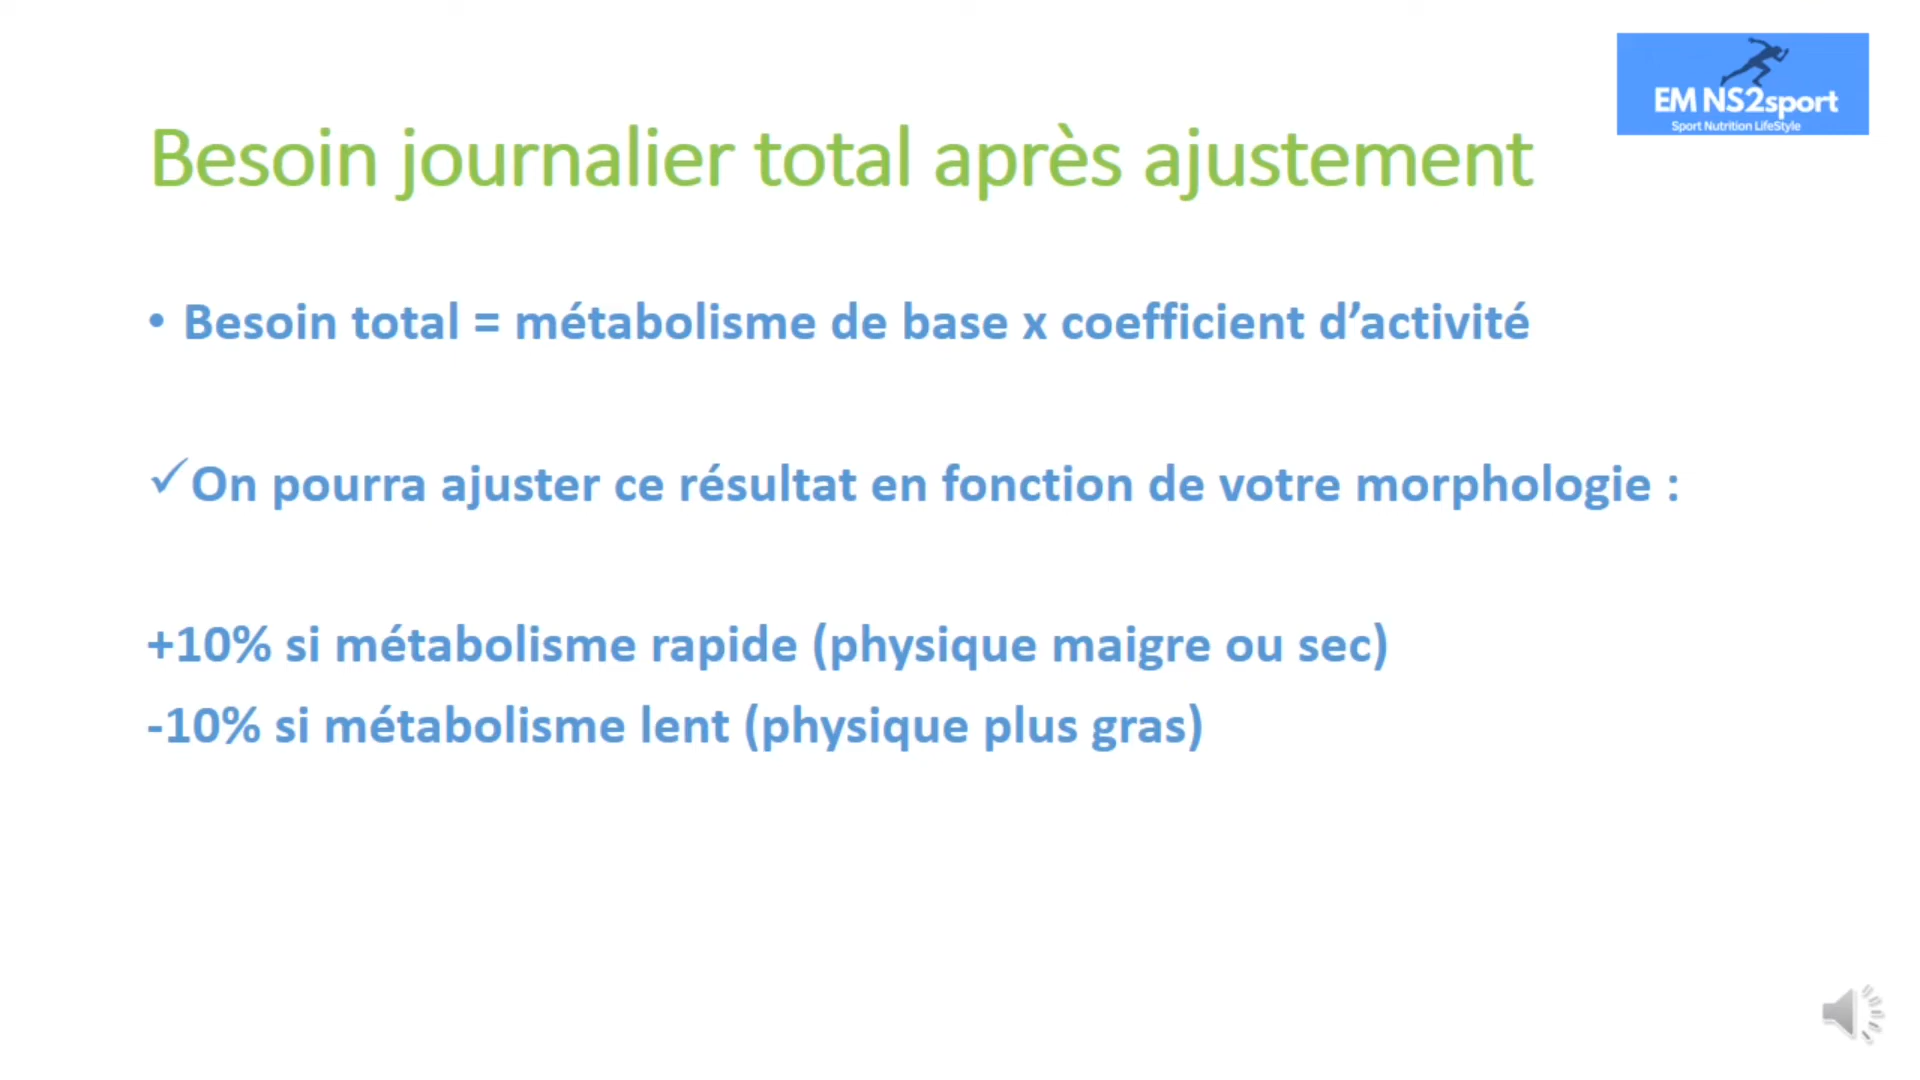 EM NS2sport
Sport Nutrition LifeStyle
Besoin journalier total après ajustement
• Besoin total = métabolisme de base x coefficient d’activité
✓On pourra ajuster ce résultat en fonction de votre morphologie :
+10% si métabolisme rapide (physique maigre ou sec)
-10% si métabolisme lent (physique plus gras)